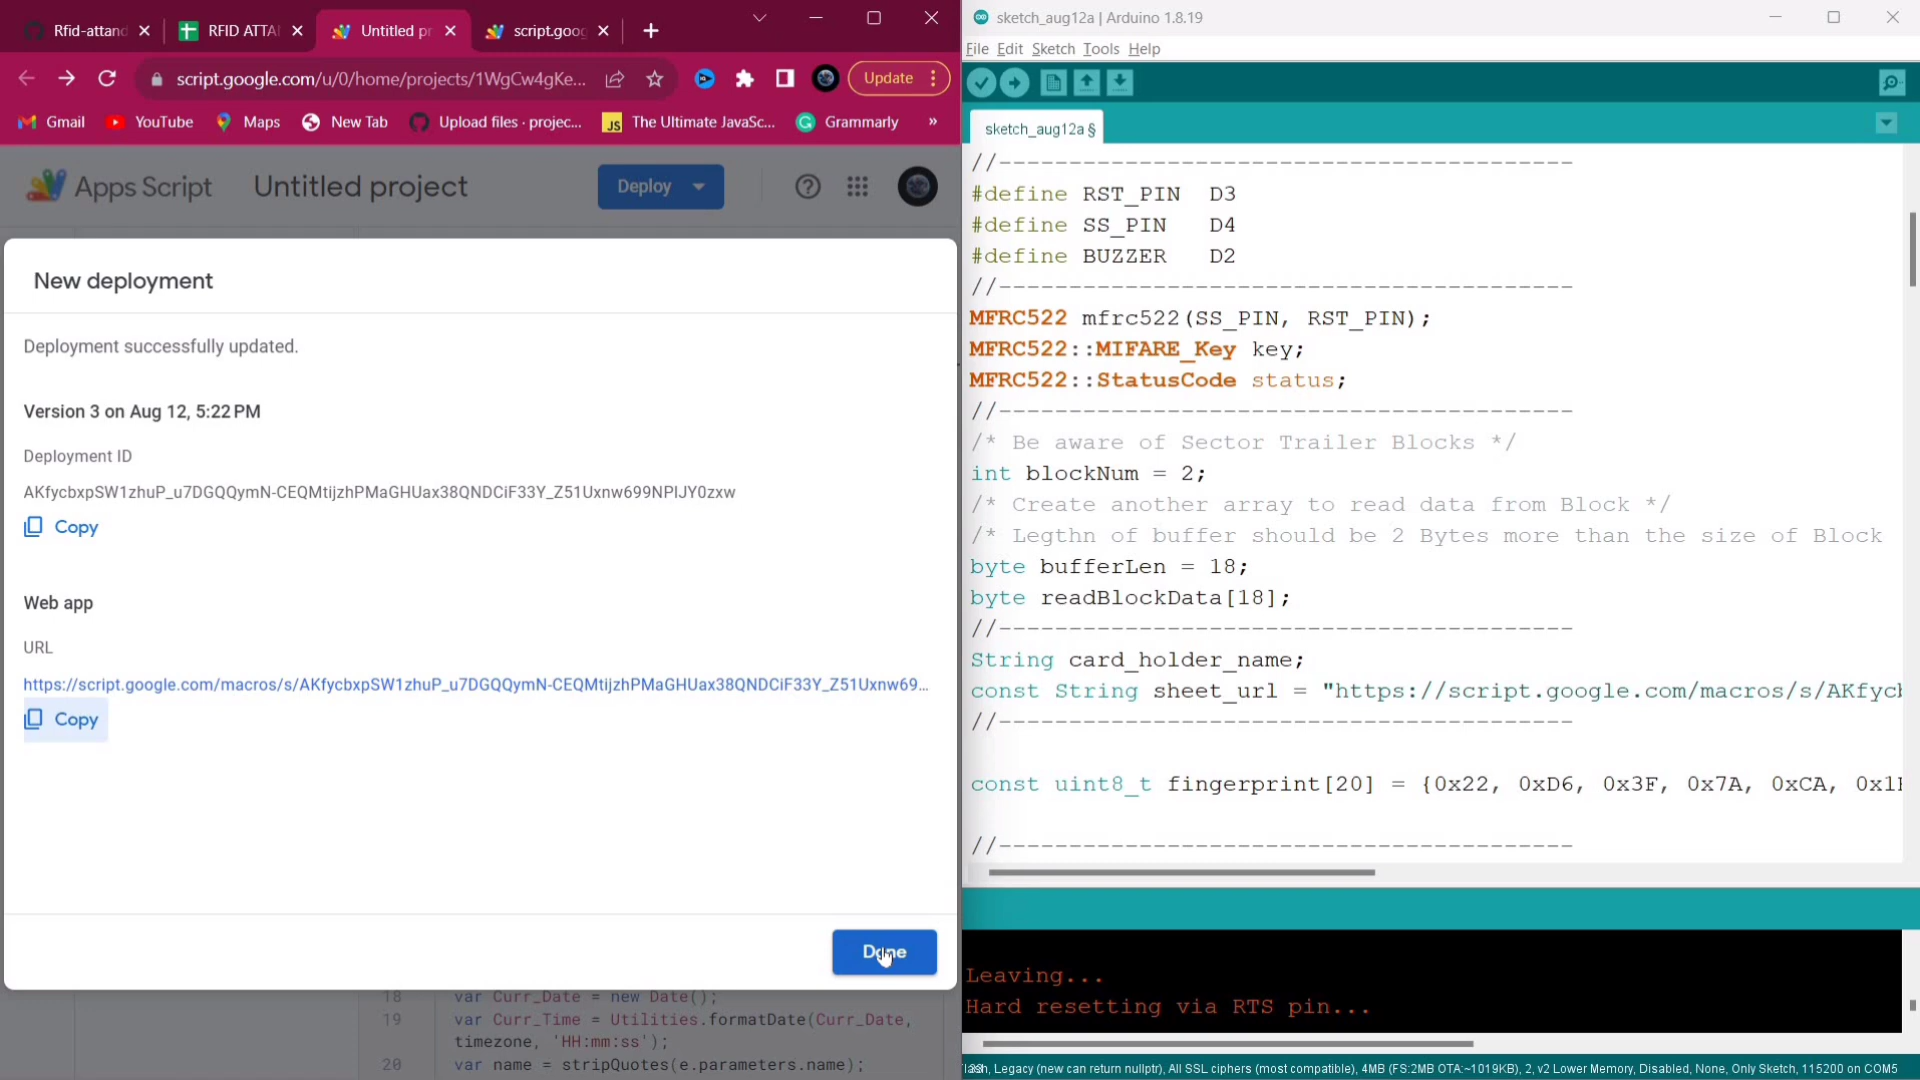 Rfid-attand
RFID ATTA
Untitled pr
script.goog
script.google.com/u/0/home/projects/1WgCw4gKe...
Update
Gmail
YouTube
Maps
New Tab
Upload files · projec...
The Ultimate JavaSc...
Grammarly
»
Apps Script
Untitled project
Deploy
New deployment
Deployment successfully updated.
Version 3 on Aug 12, 5:22 PM
Deployment ID
AKfycbxpSW1zhuP_u7DGQQymN-CEQMtijzhPMaGHUax38QNDCiF33Y_Z51Uxnw699NPIJY0zxw
Copy
Web app
URL
https://script.google.com/macros/s/AKfycbxpSW1zhuP_u7DGQQymN-CEQMtijzhPMaGHUax38QNDCiF33Y_Z51Uxnw69...
Copy
Done
18 var Curr_Date = new Date();
19 var Curr_Time = Utilities.formatDate(Curr_Date,
timezone, 'HH:mm:ss');
20 var name = stripQuotes(e.parameters.name);
sketch_aug12a | Arduino 1.8.19
File Edit Sketch Tools Help
sketch_aug12a §
//-----------------------------------------
#define RST_PIN D3
#define SS_PIN D4
#define BUZZER D2
//-----------------------------------------
MFRC522 mfrc522(SS_PIN, RST_PIN);
MFRC522::MIFARE_Key key;
MFRC522::StatusCode status;
//-----------------------------------------
/* Be aware of Sector Trailer Blocks */
int blockNum = 2;
/* Create another array to read data from Block */
/* Legthn of buffer should be 2 Bytes more than the size of Block
byte bufferLen = 18;
byte readBlockData[18];
//-----------------------------------------
String card_holder_name;
const String sheet_url = "https://script.google.com/macros/s/AKfycb
//-----------------------------------------
const uint8_t fingerprint[20] = {0x22, 0xD6, 0x3F, 0x7A, 0xCA, 0x1
//-----------------------------------------
Leaving...
Hard resetting via RTS pin...
Legacy (new can return nullptr), All SSL ciphers (most compatible), 4MB (FS:2MB OTA:~1019KB), 2, v2 Lower Memory, Disabled, None, Only Sketch, 115200 on COM5